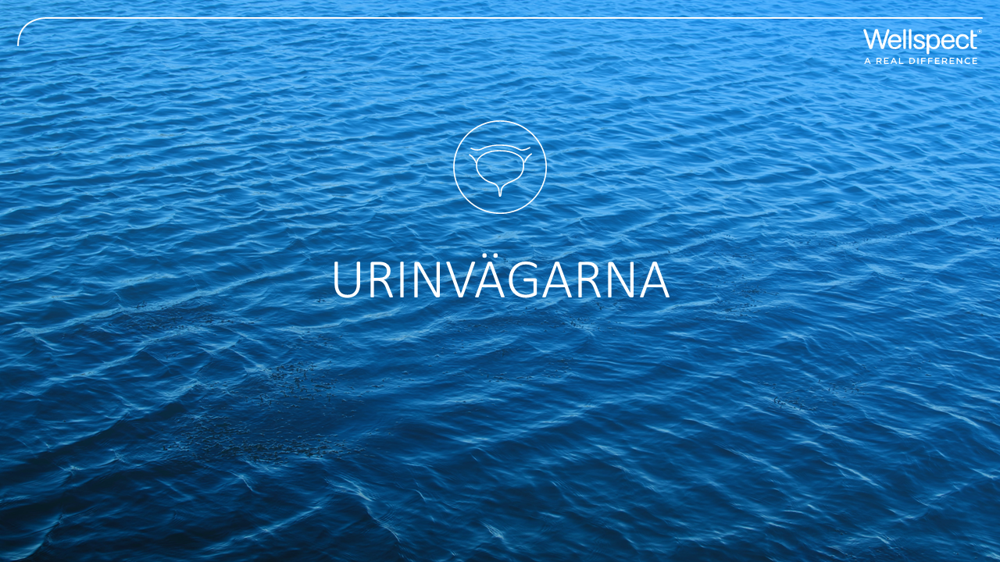 Wellspect®
A REAL DIFFERENCE
URINVÄGARNA